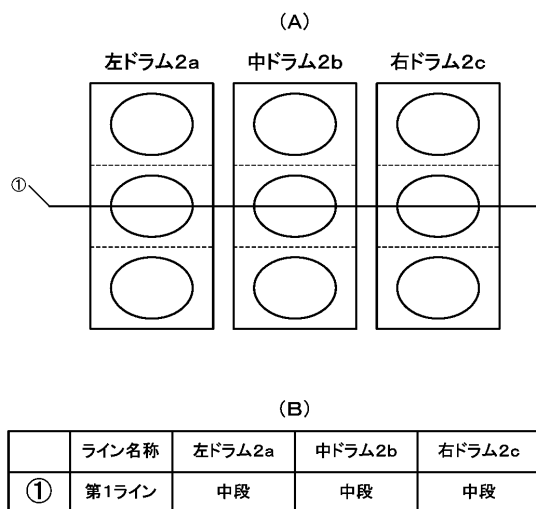 (A)
左ドラム2a 中ドラム2b 右ドラム2c
①
(B)
ライン名称 左ドラム2a 中ドラム2b 右ドラム2c
① 第1ライン 中段 中段 中段